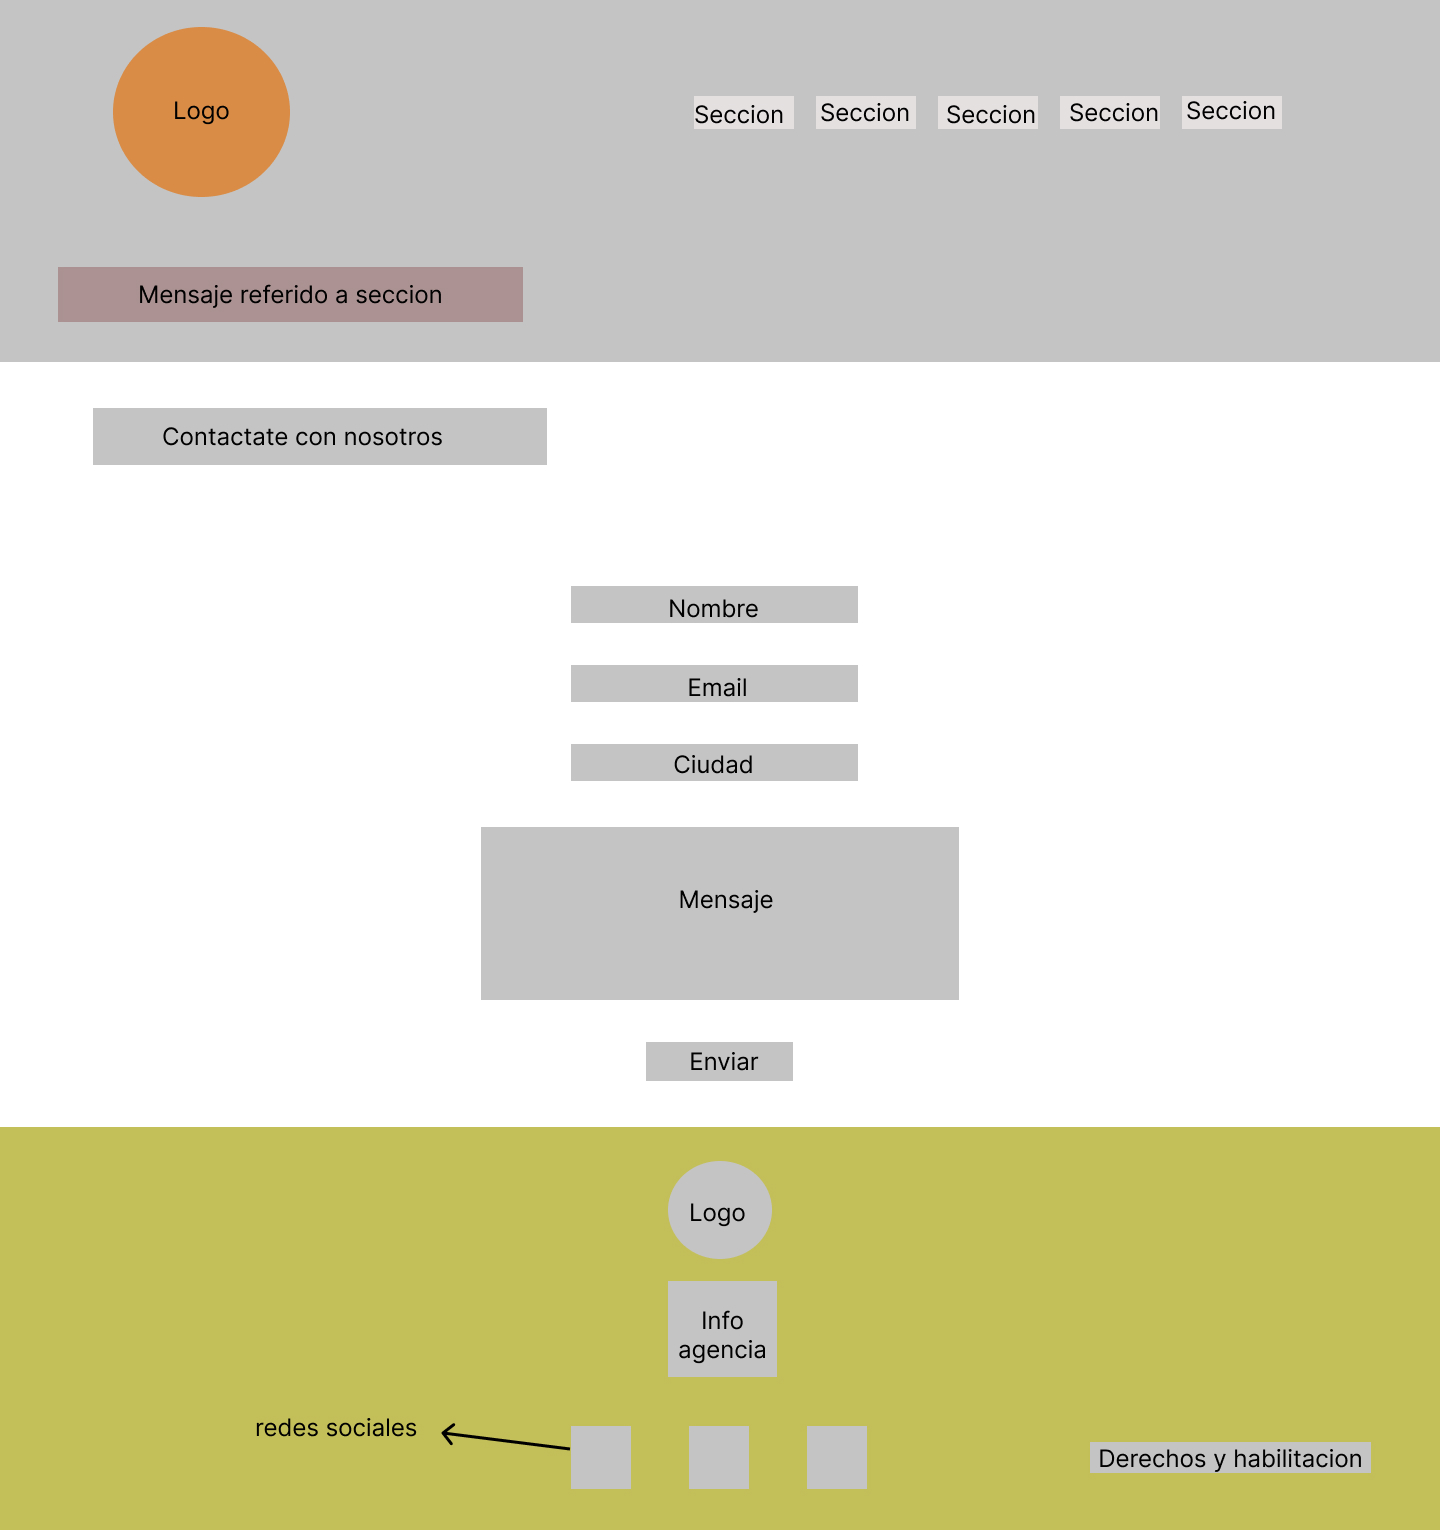 Logo
Seccion
Seccion
Seccion
Seccion
Seccion
Mensaje referido a seccion
Contactate con nosotros
Nombre
Email
Ciudad
Mensaje
Enviar
Logo
Info
agencia
redes sociales
Derechos y habilitacion